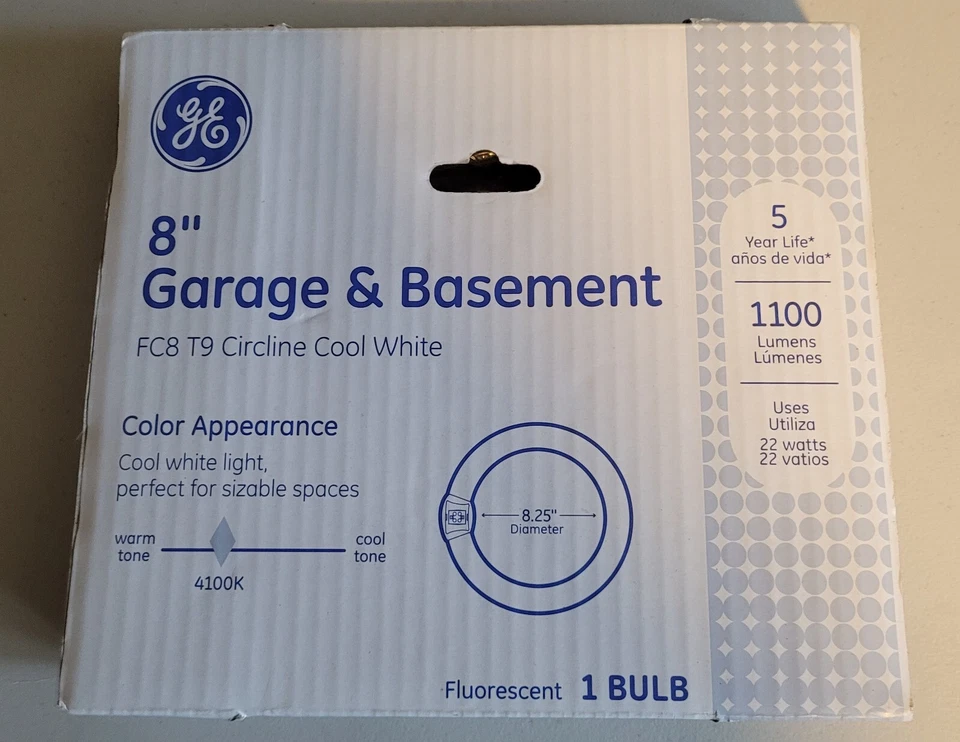 GE
8"
Garage & Basement
FC8 T9 Circline Cool White
Color Appearance
Cool white light,
perfect for sizable spaces
warm
tone
cool
tone
4100K
8.25"
Diameter
Fluorescent 1 BULB
5
Year Life*
años de vida*
1100
Lumens
Lúmenes
Uses
Utiliza
22 watts
22 vatios